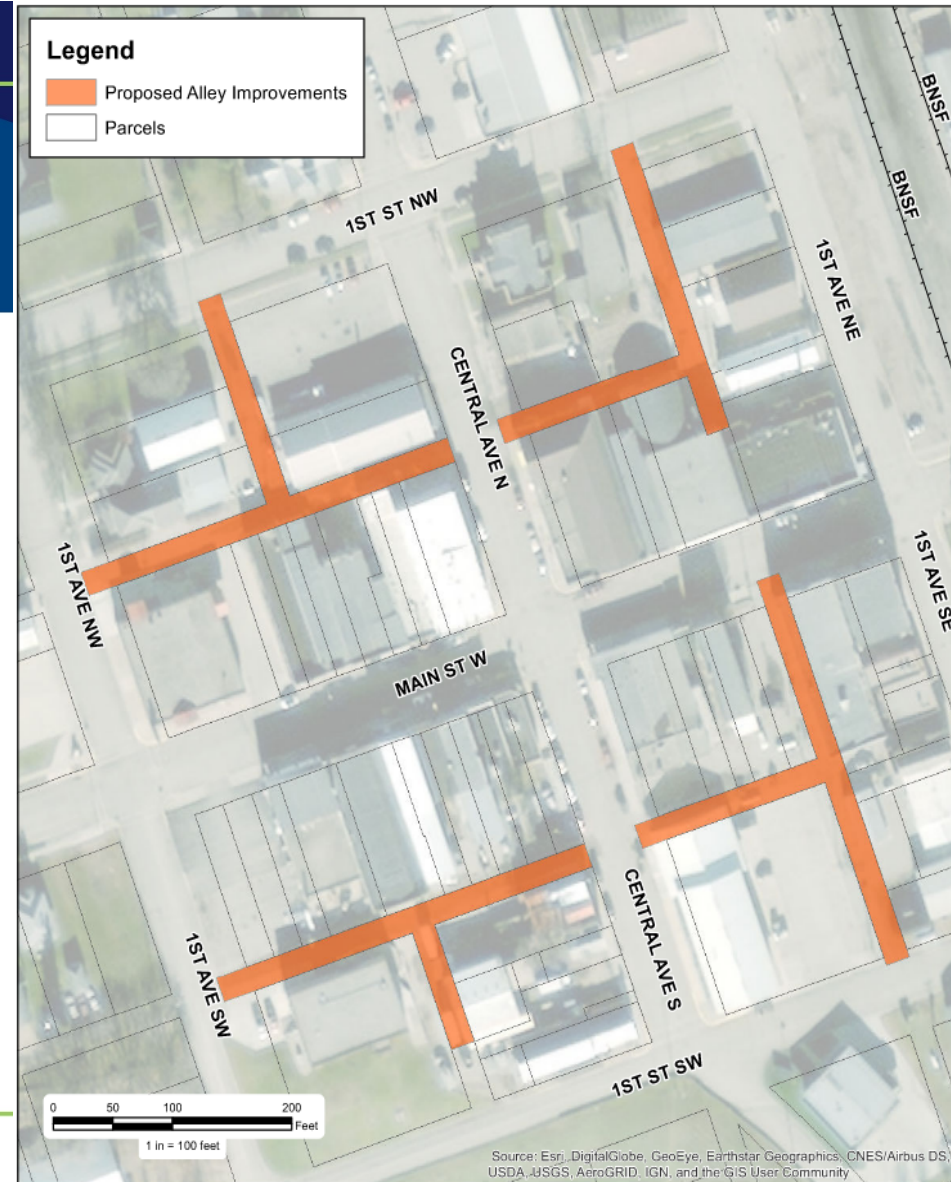 Legend
Proposed Alley Improvements
Parcels
BNSF
BNSF
1ST ST NW
1ST AVE NE
CENTRAL AVE N
1ST AVE NW
1ST AVE SE
MAIN ST W
CENTRAL AVE S
1ST AVE SW
1ST ST SW
0 50 100 200
Feet
1 in = 100 feet
Source: Esri, DigitalGlobe, GeoEye, Earthstar Geographics, CNES/Airbus DS,
USDA, USGS, AeroGRID, IGN, and the GIS User Community